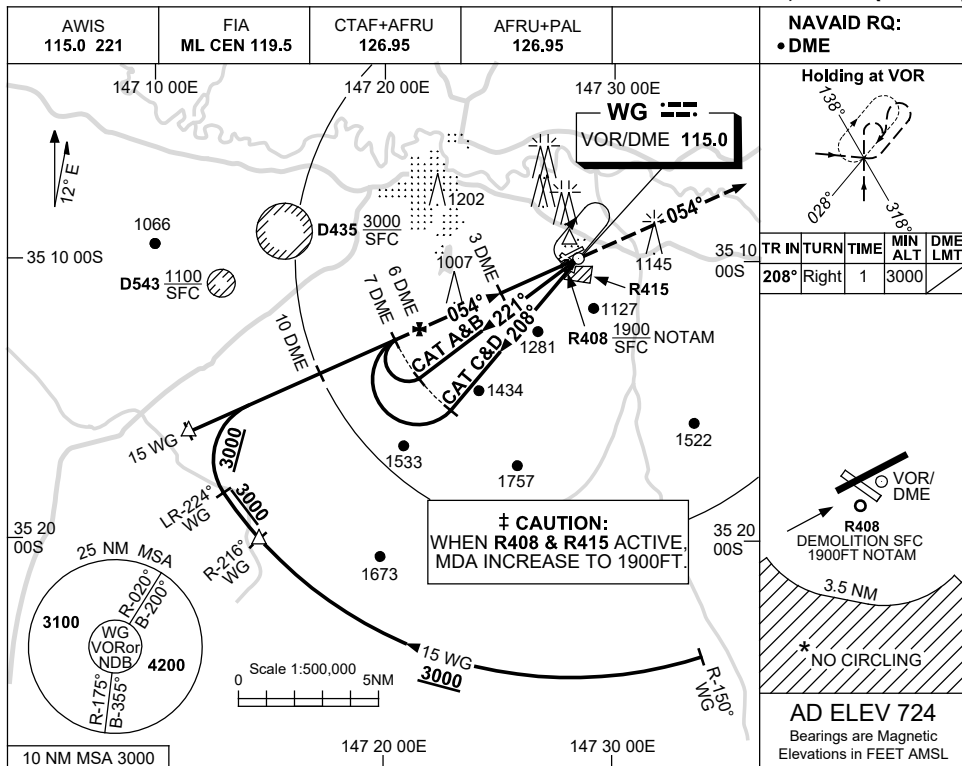 AWIS
115.0 221
FIA
ML CEN 119.5
CTAF+AFRU
126.95
AFRU+PAL
126.95
NAVAID RQ:
• DME
147 10 00E
147 20 00E
147 30 00E
WG
VOR/DME 115.0
12° E
1066
D435 3000
SFC
1202
054°
35 10 00S
D543 1100
SFC
1007
3 DME
6 DME
7 DME
10 DME
054°
CAT A&B 221°
CAT C&D 208°
1145
35 10
00S
R415
1127
R408 1900 NOTAM
SFC
1281
1434
1533
1757
1522
15 WG
3000
3000
LR-224°
WG
R-216°
WG
35 20
00S
1673
‡ CAUTION:
WHEN R408 & R415 ACTIVE,
MDA INCREASE TO 1900FT.
35 20
00S
25 NM MSA
R-020°
B-200°
3100
WG
VORor
NDB
4200
R-175°
B-355°
Scale 1:500,000
0 5NM
15 WG
3000
R-150°
WG
10 NM MSA 3000
147 20 00E
147 30 00E
Holding at VOR
138°
028°
318°
TR IN TURN TIME MIN ALT DME LMT
208° Right 1 3000
VOR/
DME
R408
DEMOLITION SFC
1900FT NOTAM
3.5 NM
* NO CIRCLING
AD ELEV 724
Bearings are Magnetic
Elevations in FEET AMSL